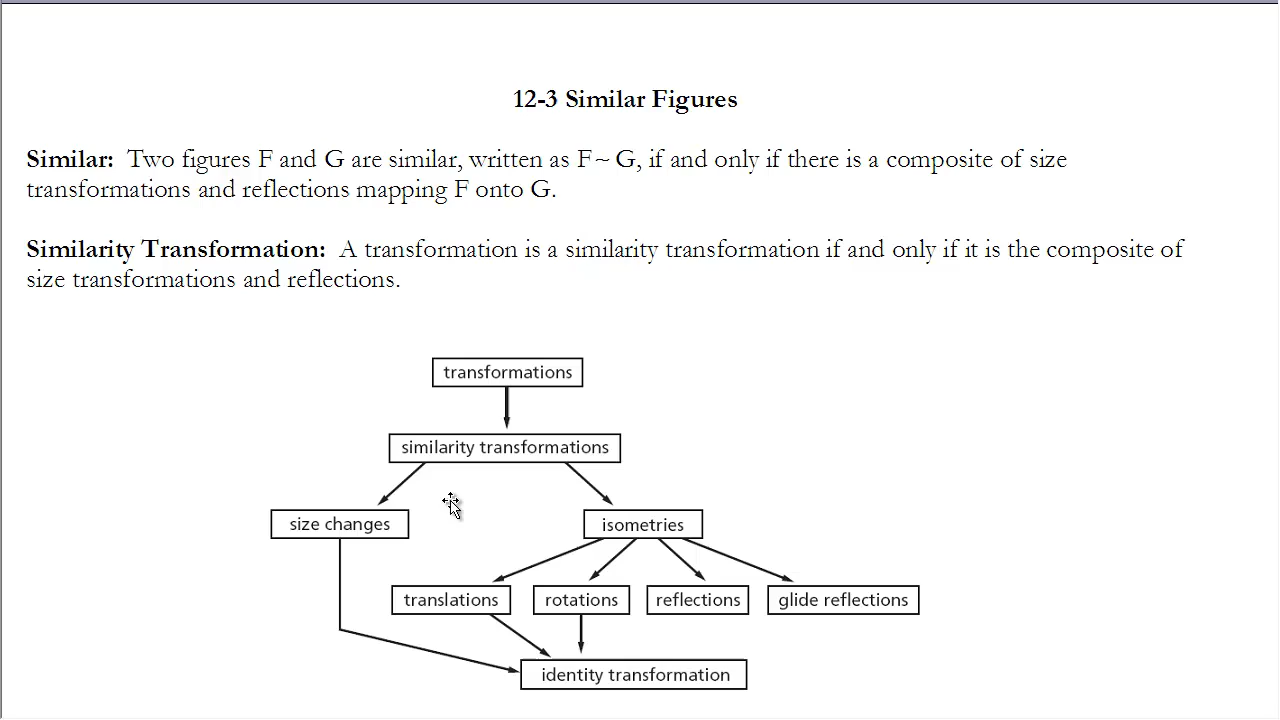 12-3 Similar Figures
Similar: Two figures F and G are similar, written as F~ G, if and only if there is a composite of size
transformations and reflections mapping F onto G.
Similarity Transformation: A transformation is a similarity transformation if and only if it is the composite of
size transformations and reflections.
transformations
similarity transformations
size changes
isometries
translations
rotations
reflections
glide reflections
identity transformation